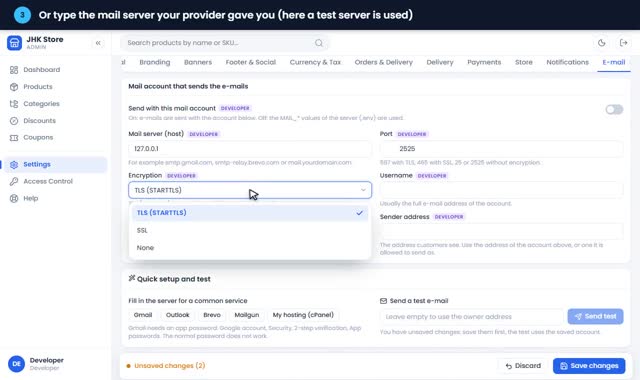 3 Or type the mail server your provider gave you (here a test server is used)
JHK Store
ADMIN
Search products by name or SKU...
Dashboard
Products
Categories
Discounts
Coupons
Settings
Access Control
Help
al Branding Banners Footer & Social Currency & Tax Orders & Delivery Delivery Payments Store Notifications E-mail
Mail account that sends the e-mails
Send with this mail account DEVELOPER
On: e-mails are sent with the account below. Off: the MAIL_* values of the server (.env) are used.
Mail server (host) DEVELOPER
127.0.0.1
For example smtp.gmail.com, smtp-relay.brevo.com or mail.yourdomain.com
Port DEVELOPER
2525
587 with TLS, 465 with SSL, 25 or 2525 without encryption.
Encryption DEVELOPER
TLS (STARTTLS)
TLS (STARTTLS)
SSL
None
Username DEVELOPER
Usually the full e-mail address of the account.
Sender address DEVELOPER
The address customers see. Use the address of the account above, or one it is
allowed to send as.
Quick setup and test
Fill in the server for a common service
Gmail Outlook Brevo Mailgun My hosting (cPanel)
Gmail needs an app password: Google account, Security, 2-step verification, App
passwords. The normal password does not work.
Send a test e-mail
Leave empty to use the owner address
Send test
You have unsaved changes: save them first, the test uses the saved account.
DE Developer
Developer
Unsaved changes (2)
Discard
Save changes